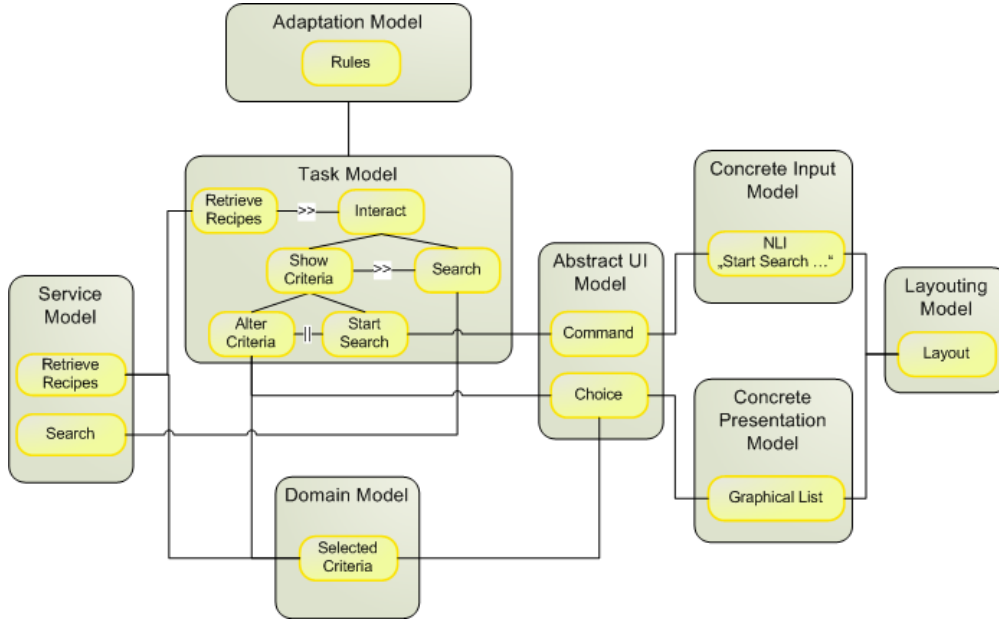 Adaptation Model
Rules
Task Model
Retrieve
Recipes
>>
Interact
Show
Criteria
>>
Search
Alter
Criteria
||
Start
Search
Service
Model
Retrieve
Recipes
Search
Domain Model
Selected
Criteria
Abstract UI
Model
Command
Choice
Concrete Input
Model
NLI
„Start Search ...“
Concrete
Presentation
Model
Graphical List
Layouting
Model
Layout